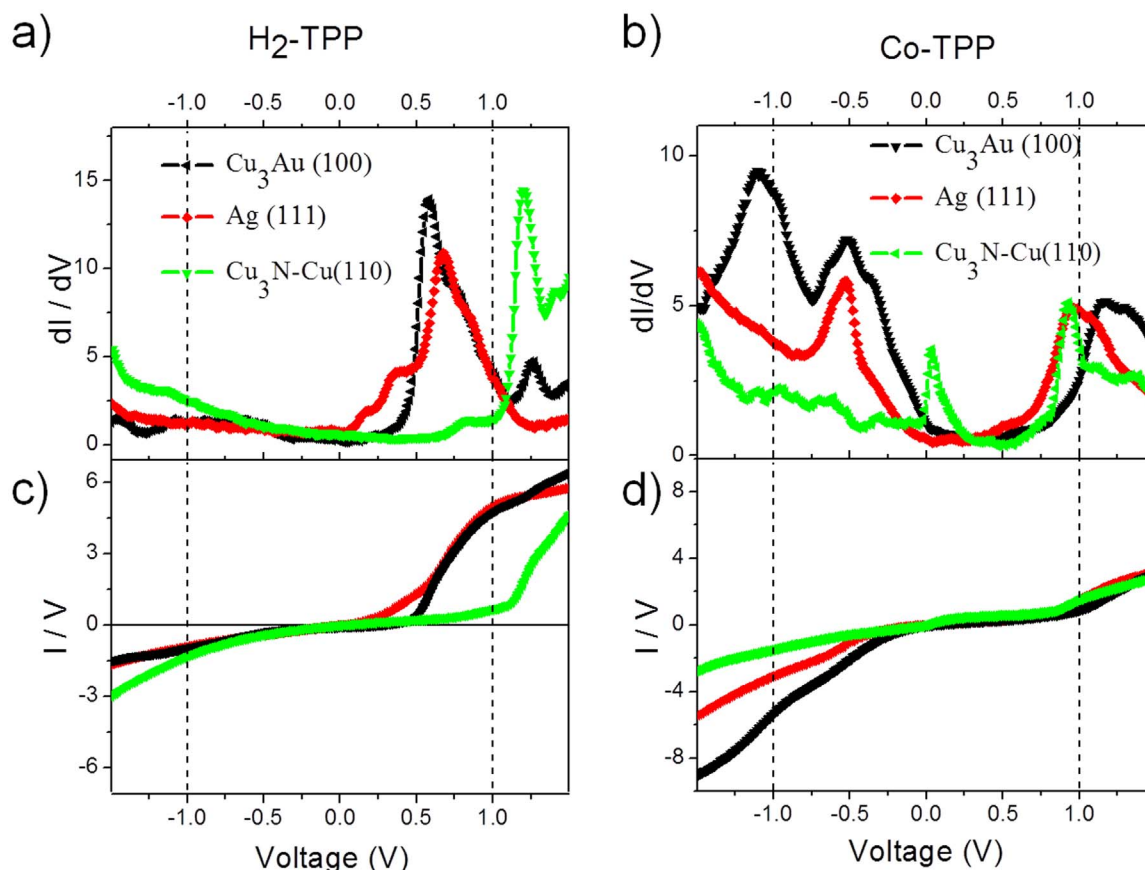 a)
H2-TPP
-1.0 -0.5 0.0 0.5 1.0
dI / dV
15
10
5
0
Cu3Au (100)
Ag (111)
Cu3N-Cu(110)
b)
Co-TPP
-1.0 -0.5 0.0 0.5 1.0
dI/dV
10
5
0
Cu3Au (100)
Ag (111)
Cu3N-Cu(110)
c)
I / V
6
3
0
-3
-6
-1.0 -0.5 0.0 0.5 1.0
Voltage (V)
d)
I / V
8
4
0
-4
-8
-1.0 -0.5 0.0 0.5 1.0
Voltage (V)